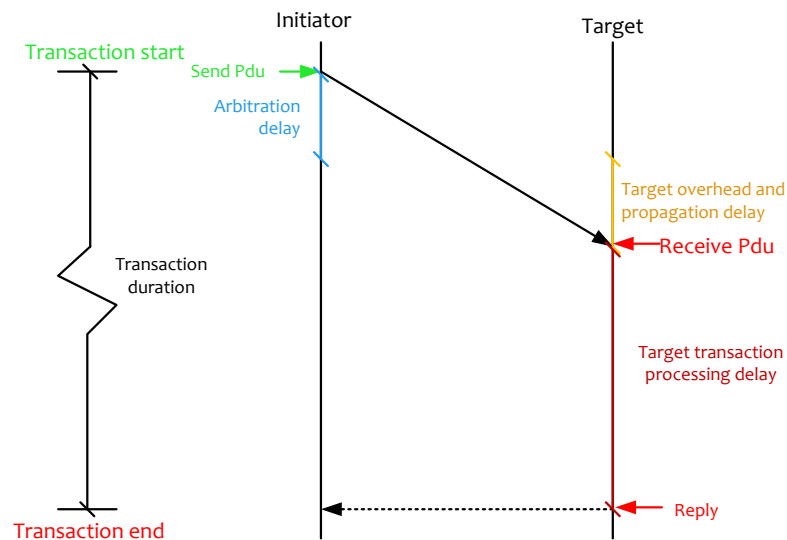 Initiator
Target
Transaction start
Send Pdu
Arbitration
delay
Target overhead and
propagation delay
Receive Pdu
Transaction
duration
Target transaction
processing delay
Reply
Transaction end